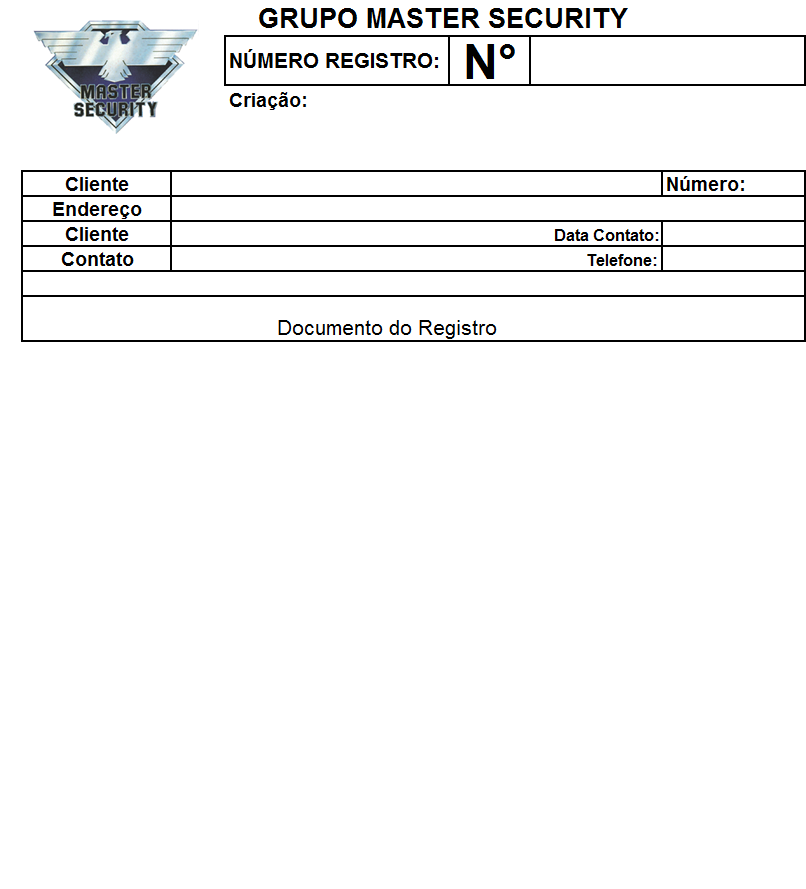 GRUPO MASTER SECURITY
MASTER
SECURITY
NÚMERO REGISTRO: N°
Criação:
Cliente Número:
Endereço
Cliente Data Contato:
Contato Telefone:
Documento do Registro